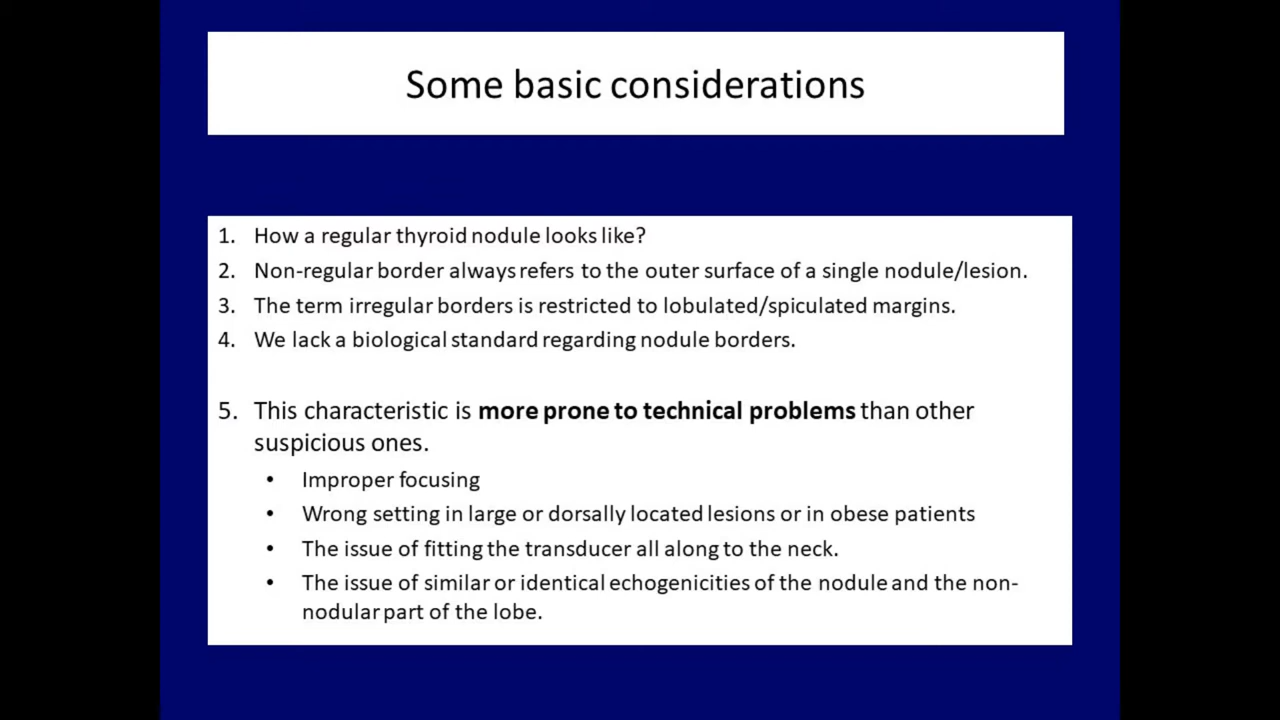 Some basic considerations
1. How a regular thyroid nodule looks like?
2. Non-regular border always refers to the outer surface of a single nodule/lesion.
3. The term irregular borders is restricted to lobulated/spiculated margins.
4. We lack a biological standard regarding nodule borders.
5. This characteristic is more prone to technical problems than other
suspicious ones.
• Improper focusing
• Wrong setting in large or dorsally located lesions or in obese patients
• The issue of fitting the transducer all along to the neck.
• The issue of similar or identical echogenicities of the nodule and the non-
nodular part of the lobe.